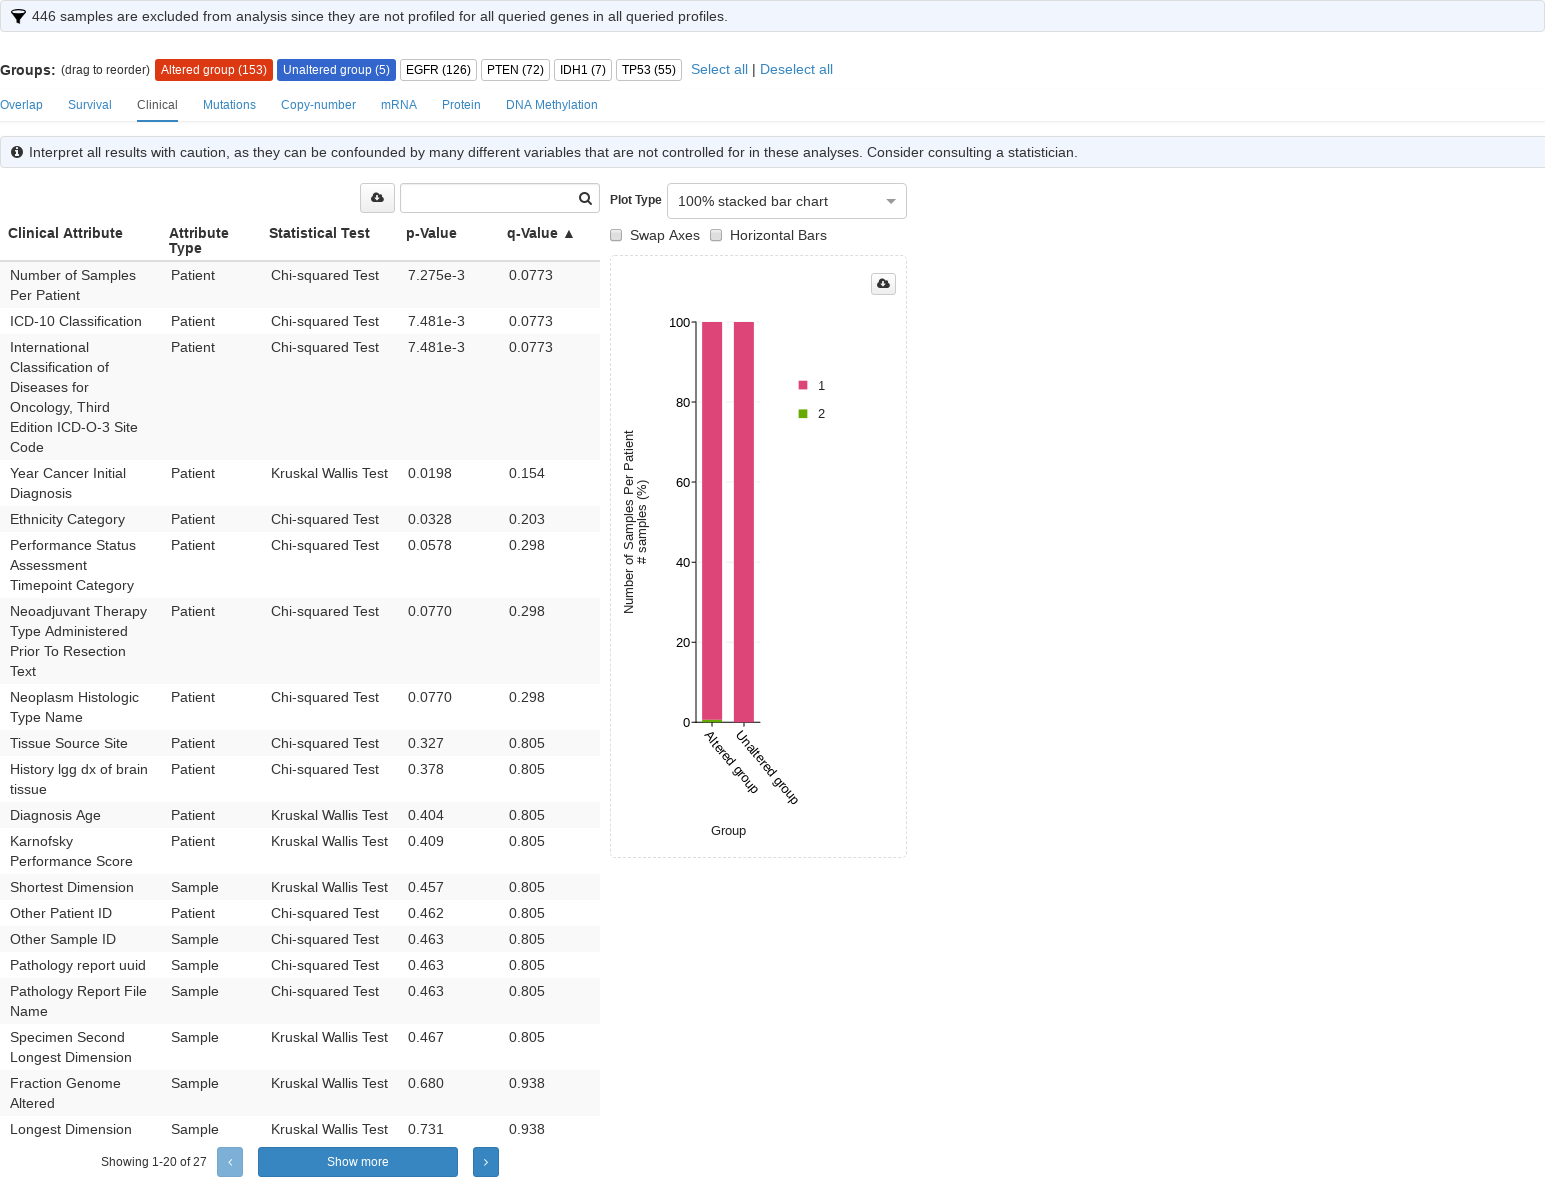 446 samples are excluded from analysis since they are not profiled for all queried genes in all queried profiles.
Groups: (drag to reorder) Altered group (153) Unaltered group (5) EGFR (126) PTEN (72) IDH1 (7) TP53 (55) Select all | Deselect all
Overlap Survival Clinical Mutations Copy-number mRNA Protein DNA Methylation
Interpret all results with caution, as they can be confounded by many different variables that are not controlled for in these analyses. Consider consulting a statistician.
Clinical Attribute Attribute Type Statistical Test p-Value q-Value ▲
Number of Samples Per Patient Patient Chi-squared Test 7.275e-3 0.0773
ICD-10 Classification Patient Chi-squared Test 7.481e-3 0.0773
International Classification of Diseases for Oncology, Third Edition ICD-O-3 Site Code Patient Chi-squared Test 7.481e-3 0.0773
Year Cancer Initial Diagnosis Patient Kruskal Wallis Test 0.0198 0.154
Ethnicity Category Patient Chi-squared Test 0.0328 0.203
Performance Status Assessment Timepoint Category Patient Chi-squared Test 0.0578 0.298
Neoadjuvant Therapy Type Administered Prior To Resection Text Patient Chi-squared Test 0.0770 0.298
Neoplasm Histologic Type Name Patient Chi-squared Test 0.0770 0.298
Tissue Source Site Patient Chi-squared Test 0.327 0.805
History lgg dx of brain tissue Patient Chi-squared Test 0.378 0.805
Diagnosis Age Patient Kruskal Wallis Test 0.404 0.805
Karnofsky Performance Score Patient Kruskal Wallis Test 0.409 0.805
Shortest Dimension Sample Kruskal Wallis Test 0.457 0.805
Other Patient ID Patient Chi-squared Test 0.462 0.805
Other Sample ID Sample Chi-squared Test 0.463 0.805
Pathology report uuid Sample Chi-squared Test 0.463 0.805
Pathology Report File Name Sample Chi-squared Test 0.463 0.805
Specimen Second Longest Dimension Sample Kruskal Wallis Test 0.467 0.805
Fraction Genome Altered Sample Kruskal Wallis Test 0.680 0.938
Longest Dimension Sample Kruskal Wallis Test 0.731 0.938
Showing 1-20 of 27 ‹ Show more ›
Plot Type 100% stacked bar chart
Swap Axes Horizontal Bars
100
80
60
40
20
0
Number of Samples Per Patient
# samples (%)
1
2
Altered group
Unaltered group
Group